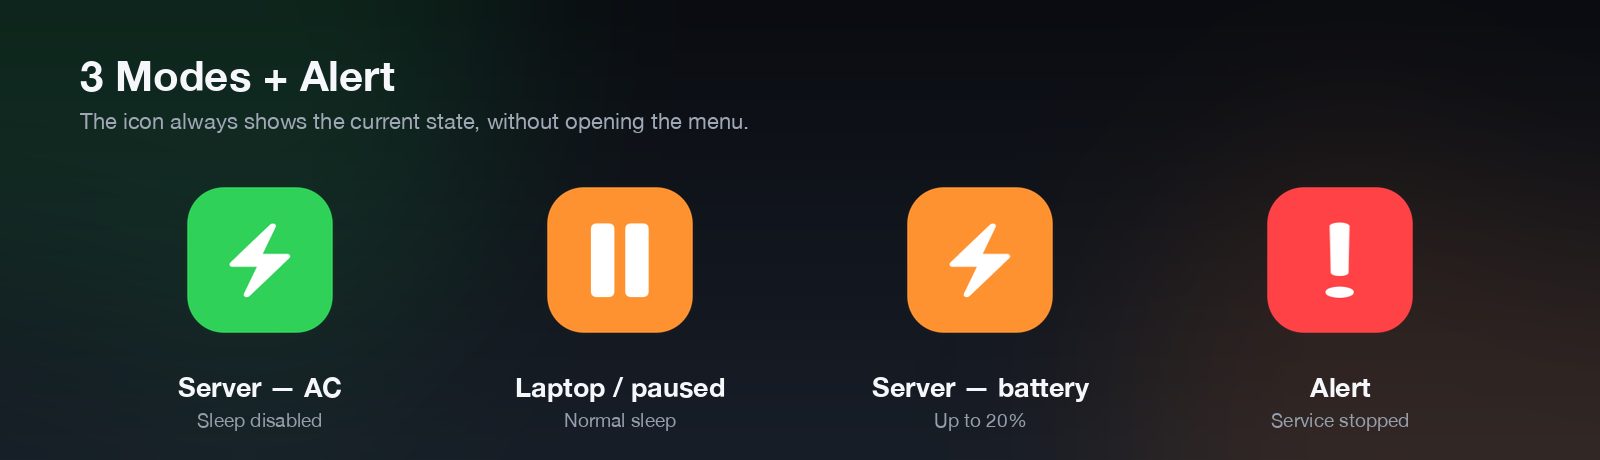 3 Modes + Alert
The icon always shows the current state, without opening the menu.
Server — AC
Sleep disabled
Laptop / paused
Normal sleep
Server — battery
Up to 20%
Alert
Service stopped